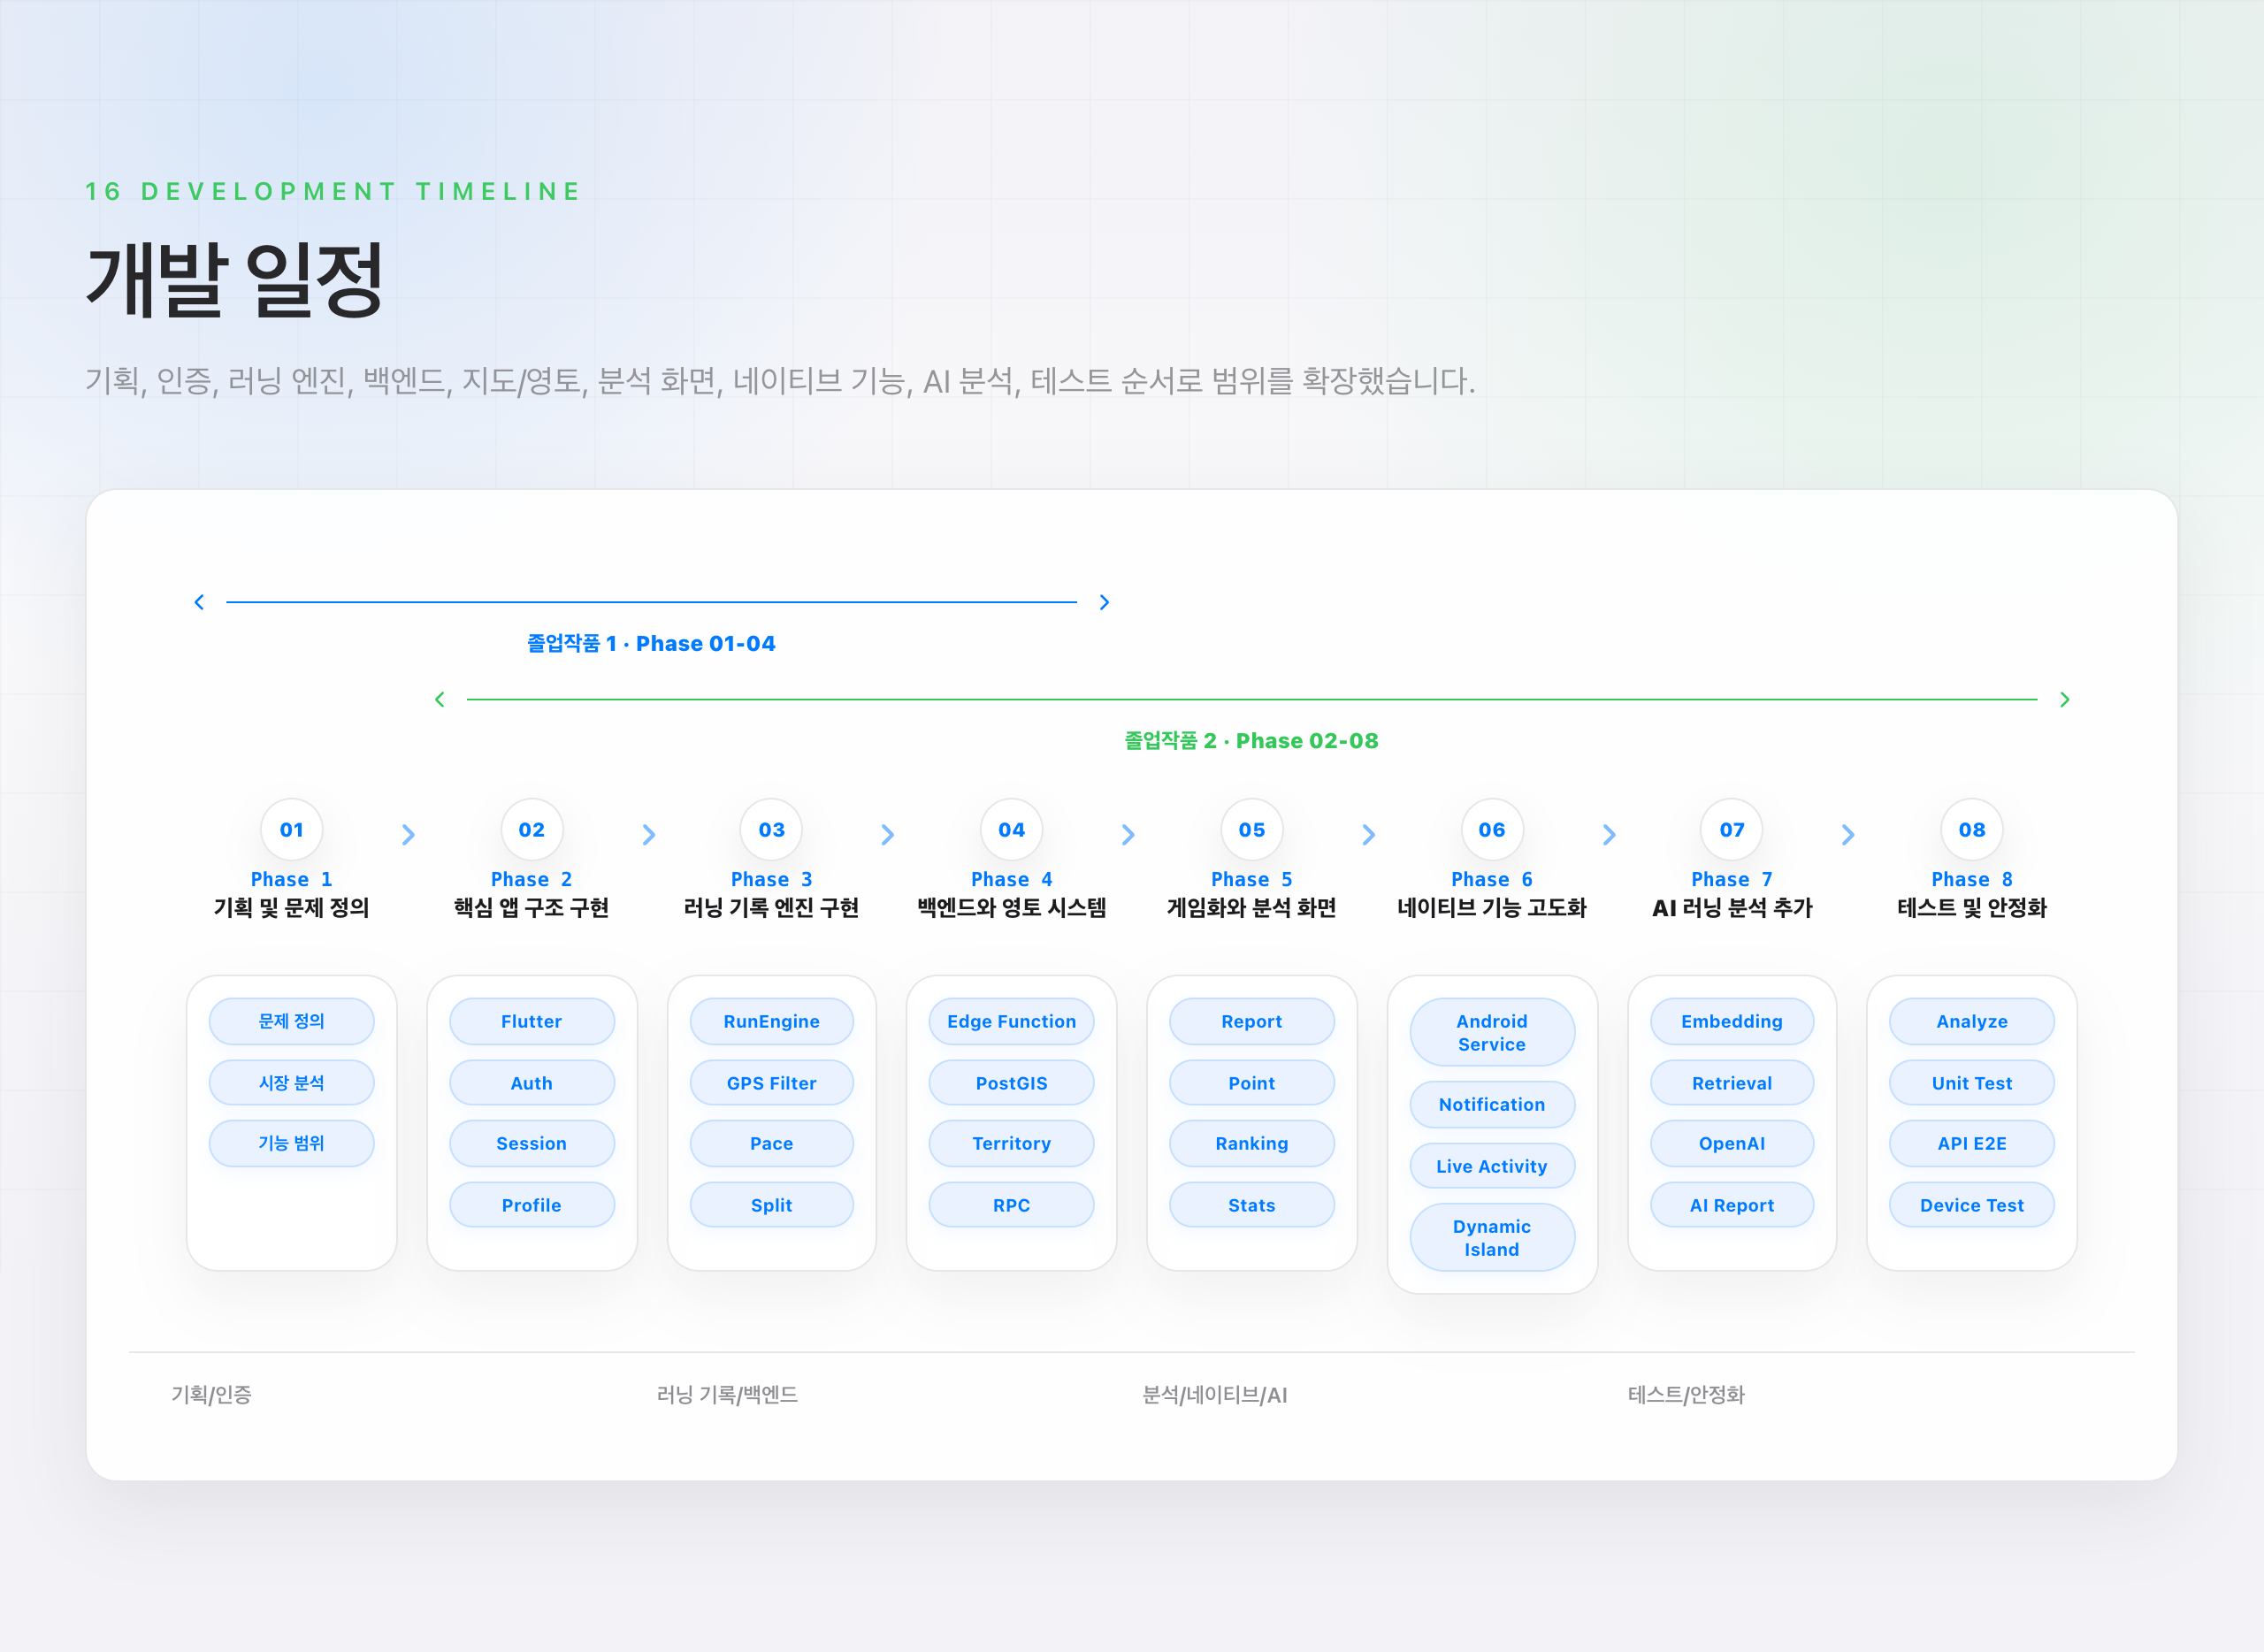 16 DEVELOPMENT TIMELINE
개발 일정
기획, 인증, 러닝 엔진, 백엔드, 지도/영토, 분석 화면, 네이티브 기능, AI 분석, 테스트 순서로 범위를 확장했습니다.
졸업작품 1 · Phase 01-04
졸업작품 2 · Phase 02-08
01
Phase 1
기획 및 문제 정의
문제 정의
시장 분석
기능 범위
02
Phase 2
핵심 앱 구조 구현
Flutter
Auth
Session
Profile
03
Phase 3
러닝 기록 엔진 구현
RunEngine
GPS Filter
Pace
Split
04
Phase 4
백엔드와 영토 시스템
Edge Function
PostGIS
Territory
RPC
05
Phase 5
게임화와 분석 화면
Report
Point
Ranking
Stats
06
Phase 6
네이티브 기능 고도화
Android
Service
Notification
Live Activity
Dynamic
Island
07
Phase 7
AI 러닝 분석 추가
Embedding
Retrieval
OpenAI
AI Report
08
Phase 8
테스트 및 안정화
Analyze
Unit Test
API E2E
Device Test
기획/인증
러닝 기록/백엔드
분석/네이티브/AI
테스트/안정화